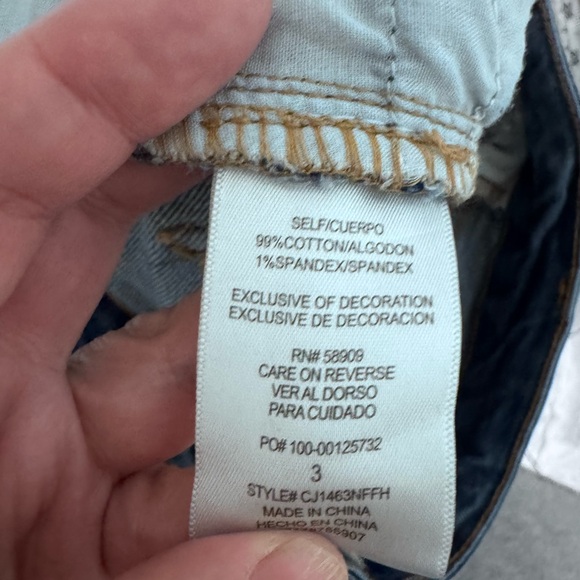 SELF/CUERPO
99%COTTON/ALGODON
1%SPANDEX/SPANDEX
EXCLUSIVE OF DECORATION
EXCLUSIVE DE DECORACION
RN# 58909
CARE ON REVERSE
VER AL DORSO
PARA CUIDADO
PO# 100-00125732
3
STYLE# CJ1463NFFH
MADE IN CHINA
HECHO EN CHINA